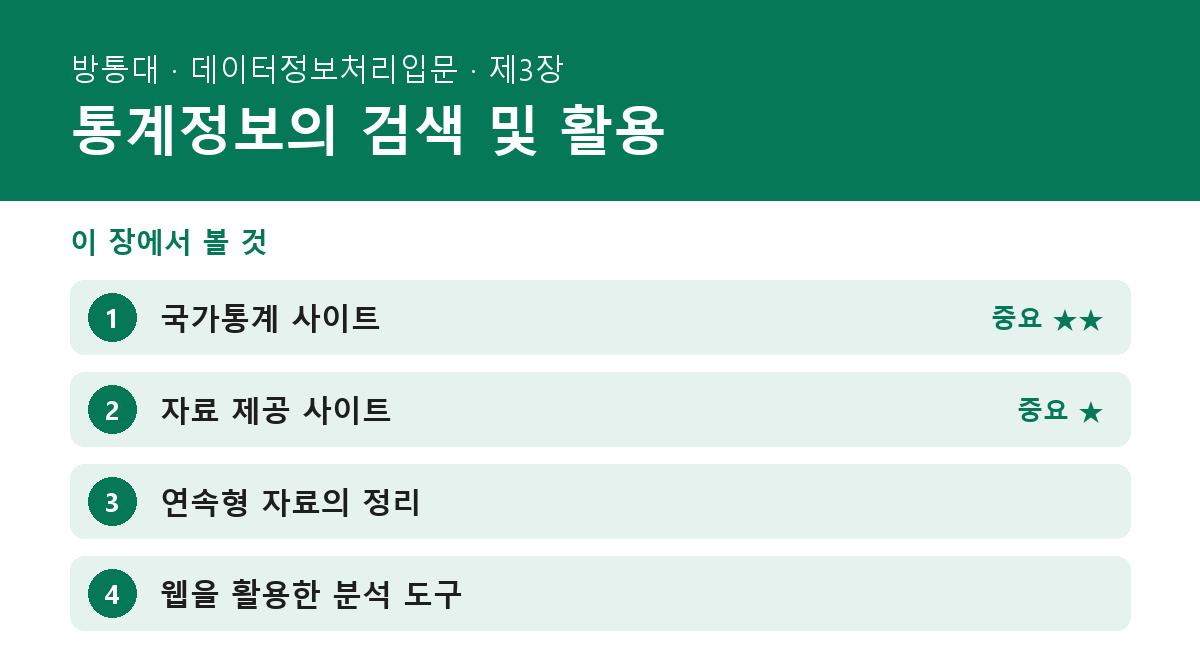 방통대 · 데이터정보처리입문 · 제3장
통계정보의 검색 및 활용
이 장에서 볼 것
1 국가통계 사이트 중요 ★★
2 자료 제공 사이트 중요 ★
3 연속형 자료의 정리
4 웹을 활용한 분석 도구